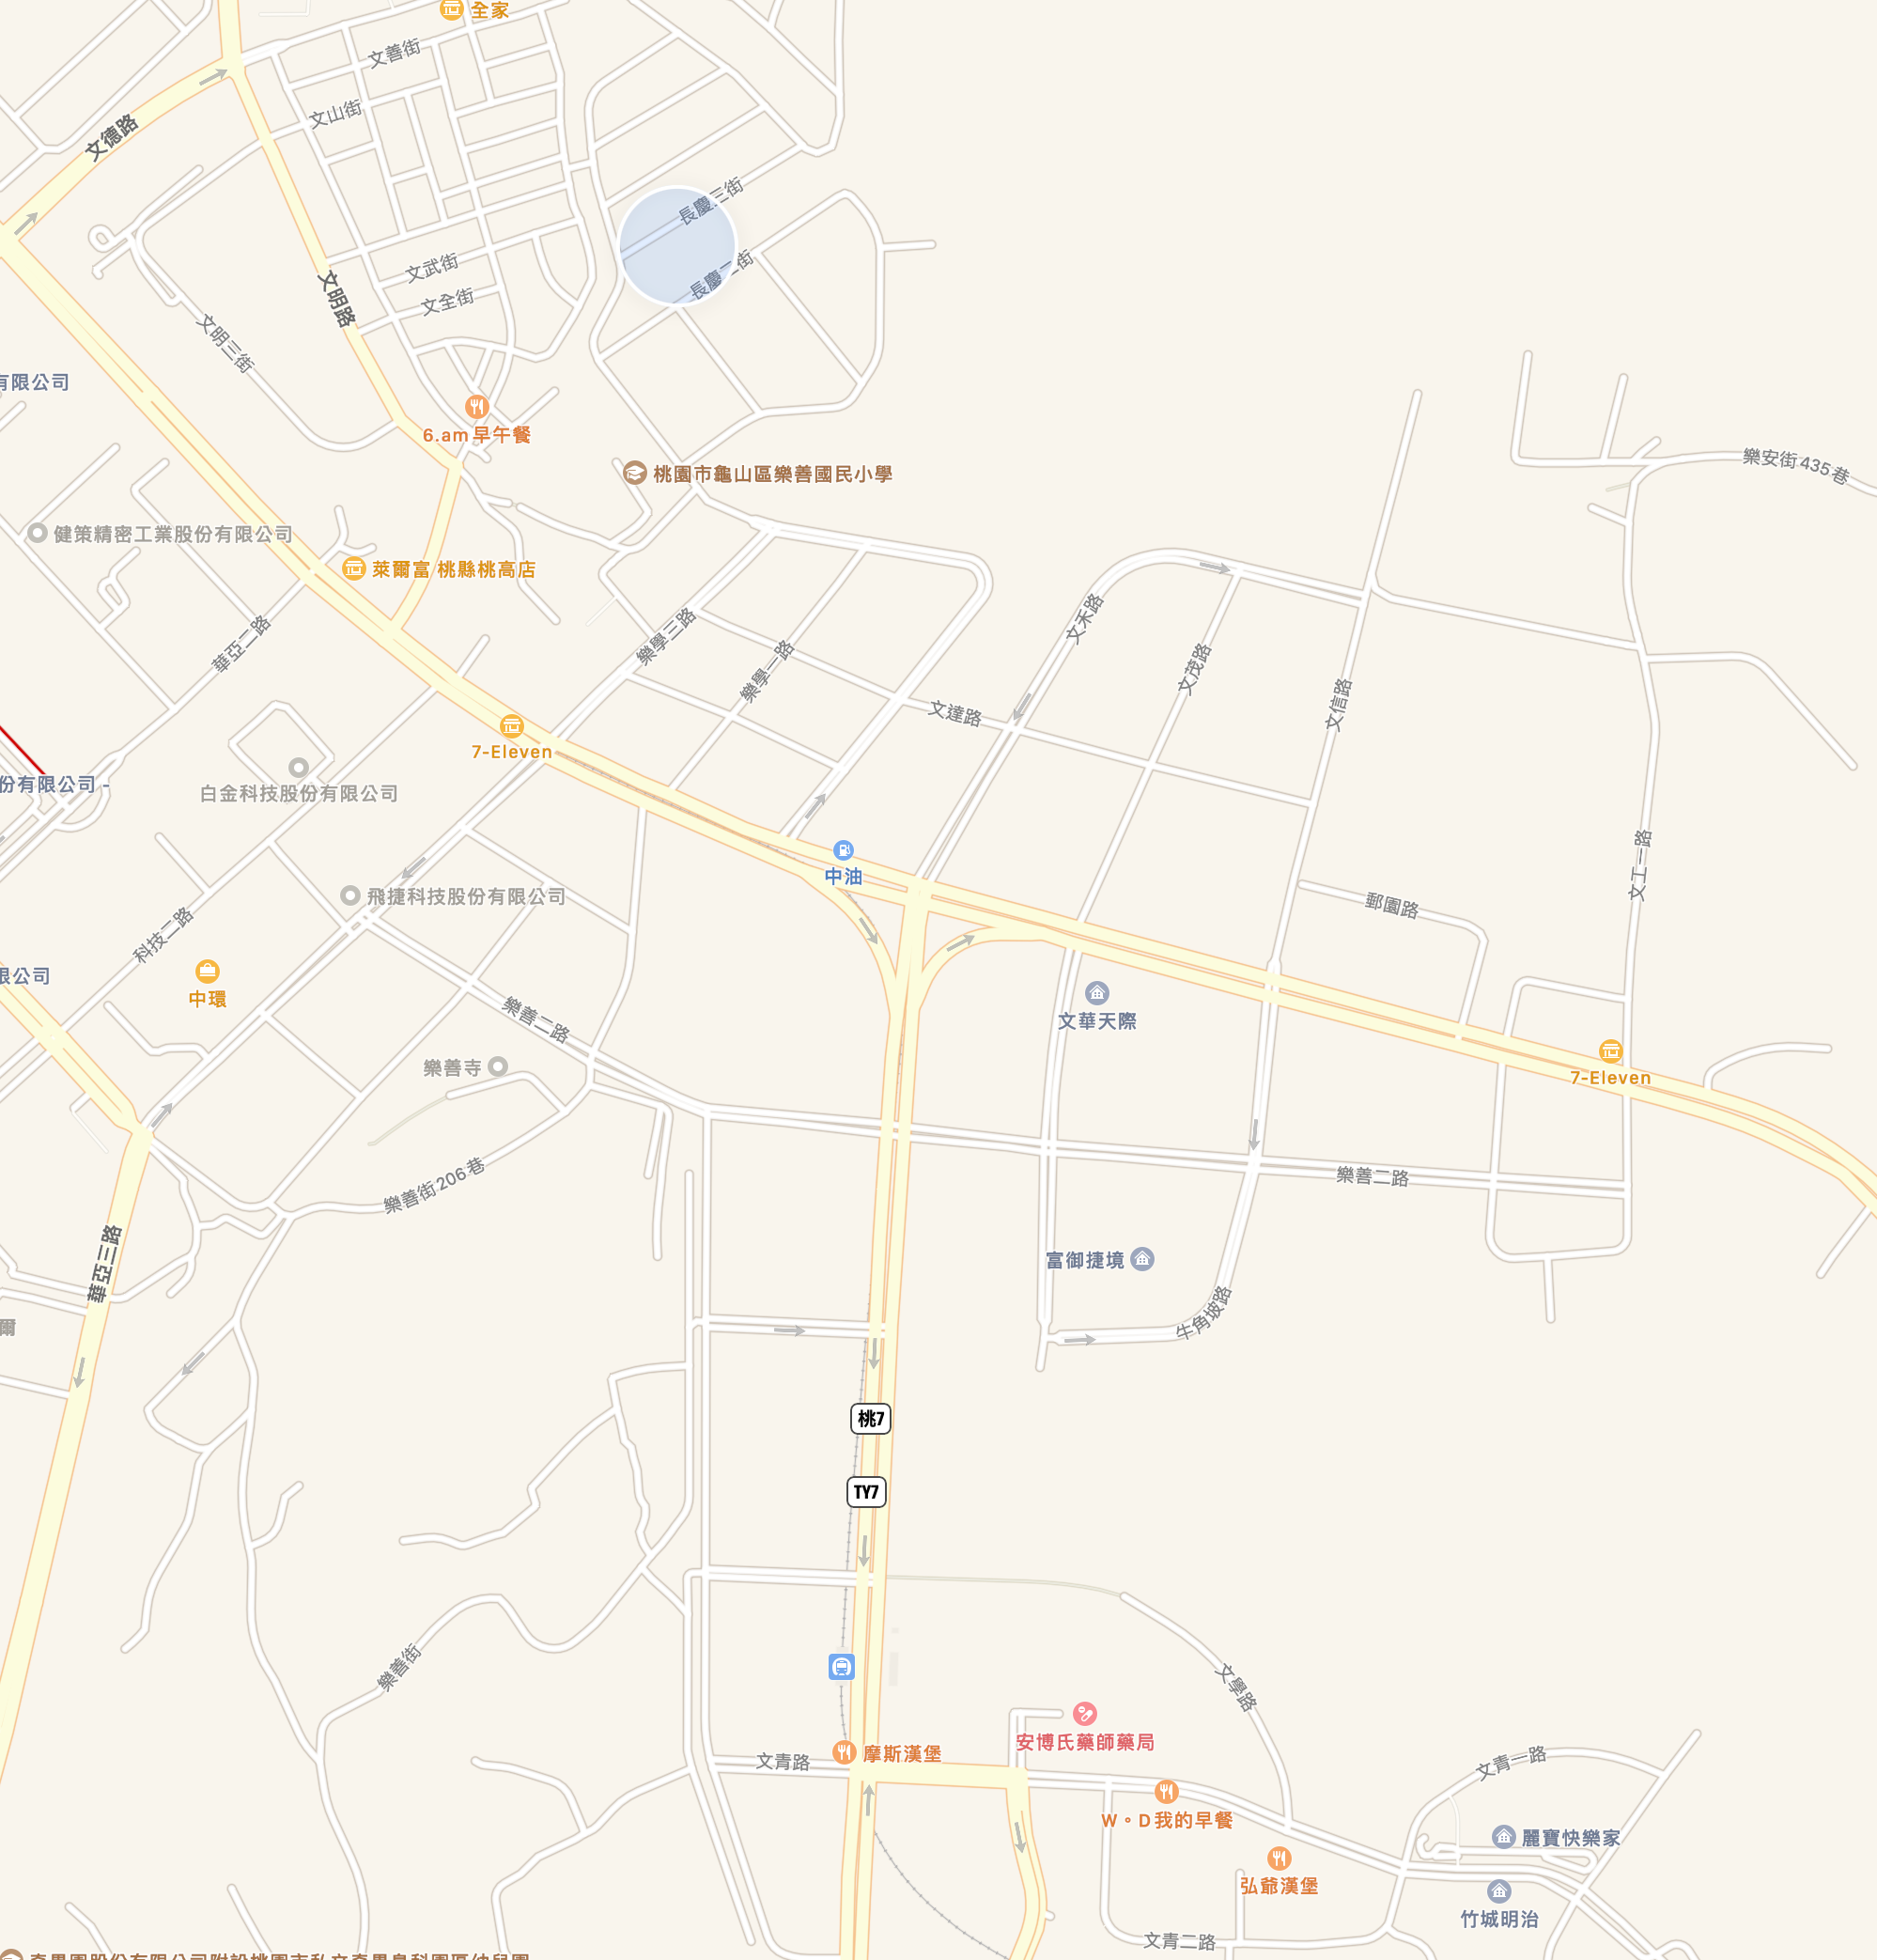 全家
文善街
文山街
文德路
長慶三街
長慶二街
文武街
文全街
文明路
文明三街
有限公司
6.am 早午餐
桃園市龜山區樂善國民小學
樂安街 435 巷
健策精密工業股份有限公司
萊爾富 桃縣桃高店
華亞二路
樂學三路
樂學一路
文禾路
文茂路
文信路
文達路
7-Eleven
份有限公司 -
白金科技股份有限公司
中油
飛捷科技股份有限公司
文工一路
郵園路
科技二路
限公司
中環
樂善二路
文華天際
樂善寺
7-Eleven
樂善街 206 巷
樂善二路
華亞三路
富御捷境
牛角坡路
爾
桃7
TY7
樂善街
文學路
安博氏藥師藥局
文青路
摩斯漢堡
文青一路
W。D 我的早餐
麗寶快樂家
弘爺漢堡
竹城明治
文青二路